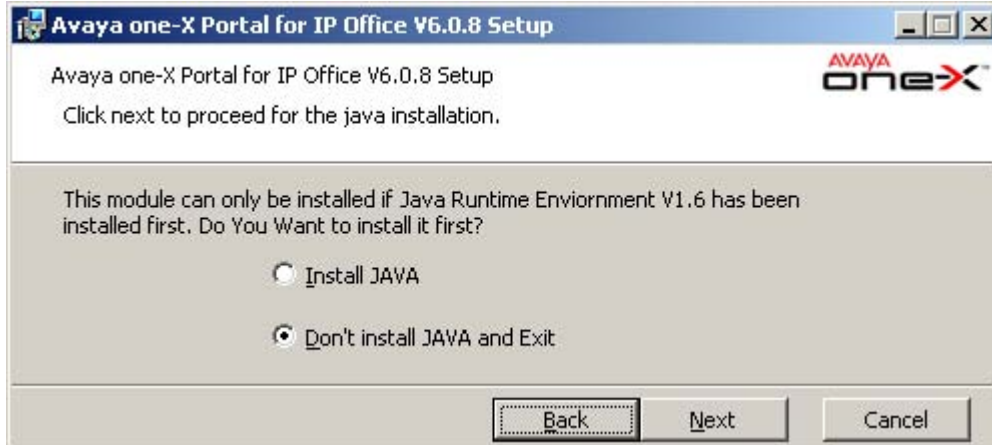 Avaya one-X Portal for IP Office V6.0.8 Setup
Avaya one-X Portal for IP Office V6.0.8 Setup
AVAYA
one-X™
Click next to proceed for the java installation.
This module can only be installed if Java Runtime Enviornment V1.6 has been
installed first. Do You Want to install it first?
Install JAVA
Don't install JAVA and Exit
Back Next Cancel